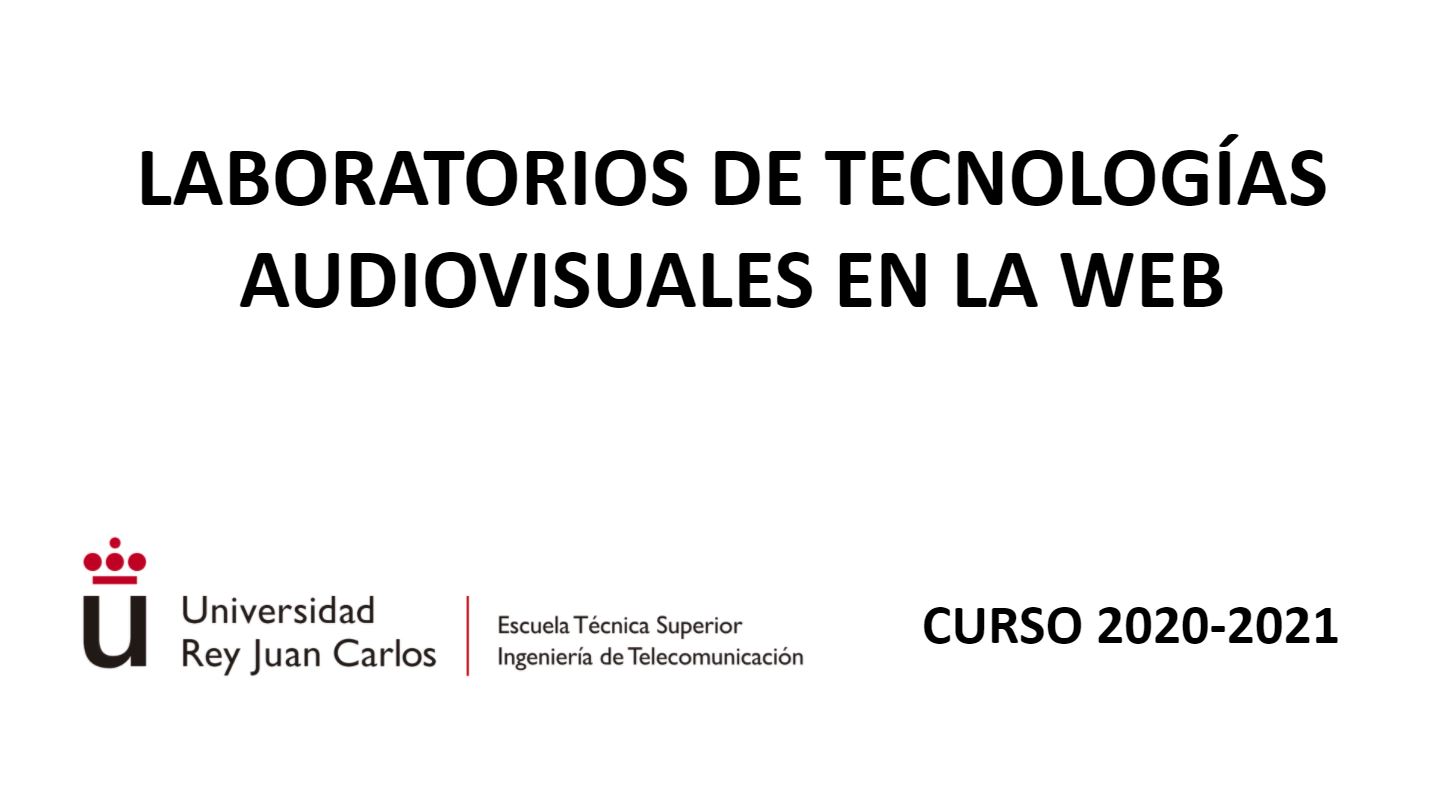 LABORATORIOS DE TECNOLOGÍAS
AUDIOVISUALES EN LA WEB
u
Universidad
Rey Juan Carlos
Escuela Técnica Superior
Ingeniería de Telecomunicación
CURSO 2020-2021